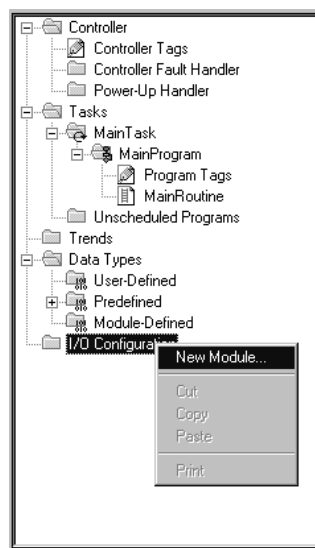 Controller
Controller Tags
Controller Fault Handler
Power-Up Handler
Tasks
MainTask
MainProgram
Program Tags
MainRoutine
Unscheduled Programs
Trends
Data Types
User-Defined
Predefined
Module-Defined
I/O Configuration
New Module...
Cut
Copy
Paste
Print